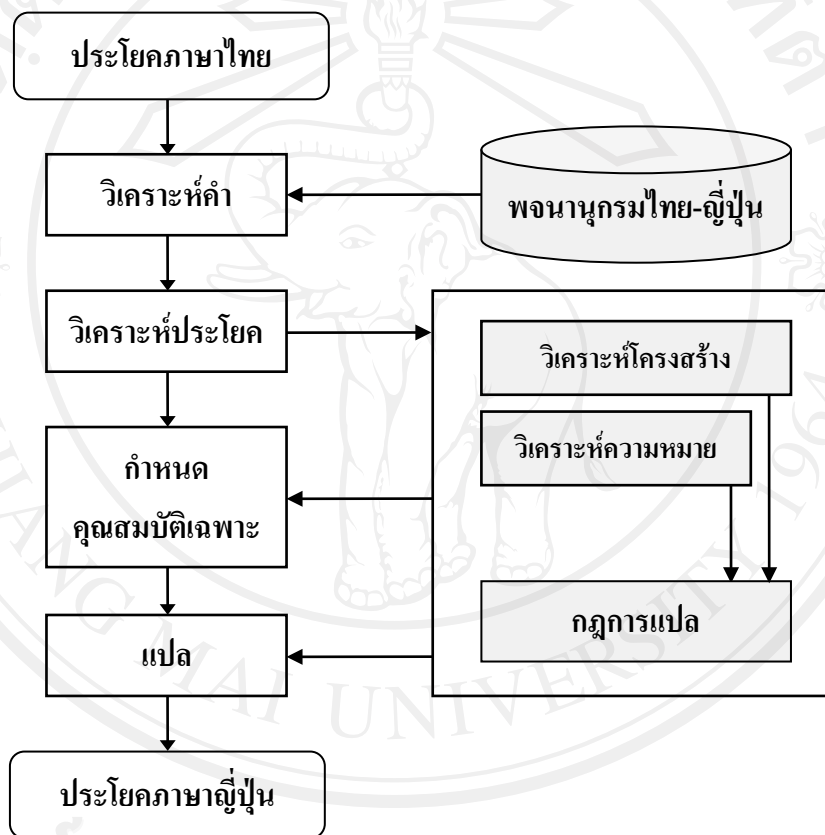 ประโยคภาษาไทย
วิเคราะห์คำ
พจนานุกรมไทย-ญี่ปุ่น
วิเคราะห์ประโยค
วิเคราะห์โครงสร้าง
วิเคราะห์ความหมาย
กำหนด
คุณสมบัติเฉพาะ
กฎการแปล
แปล
ประโยคภาษาญี่ปุ่น
CHIANG MAI UNIVERSITY 1964